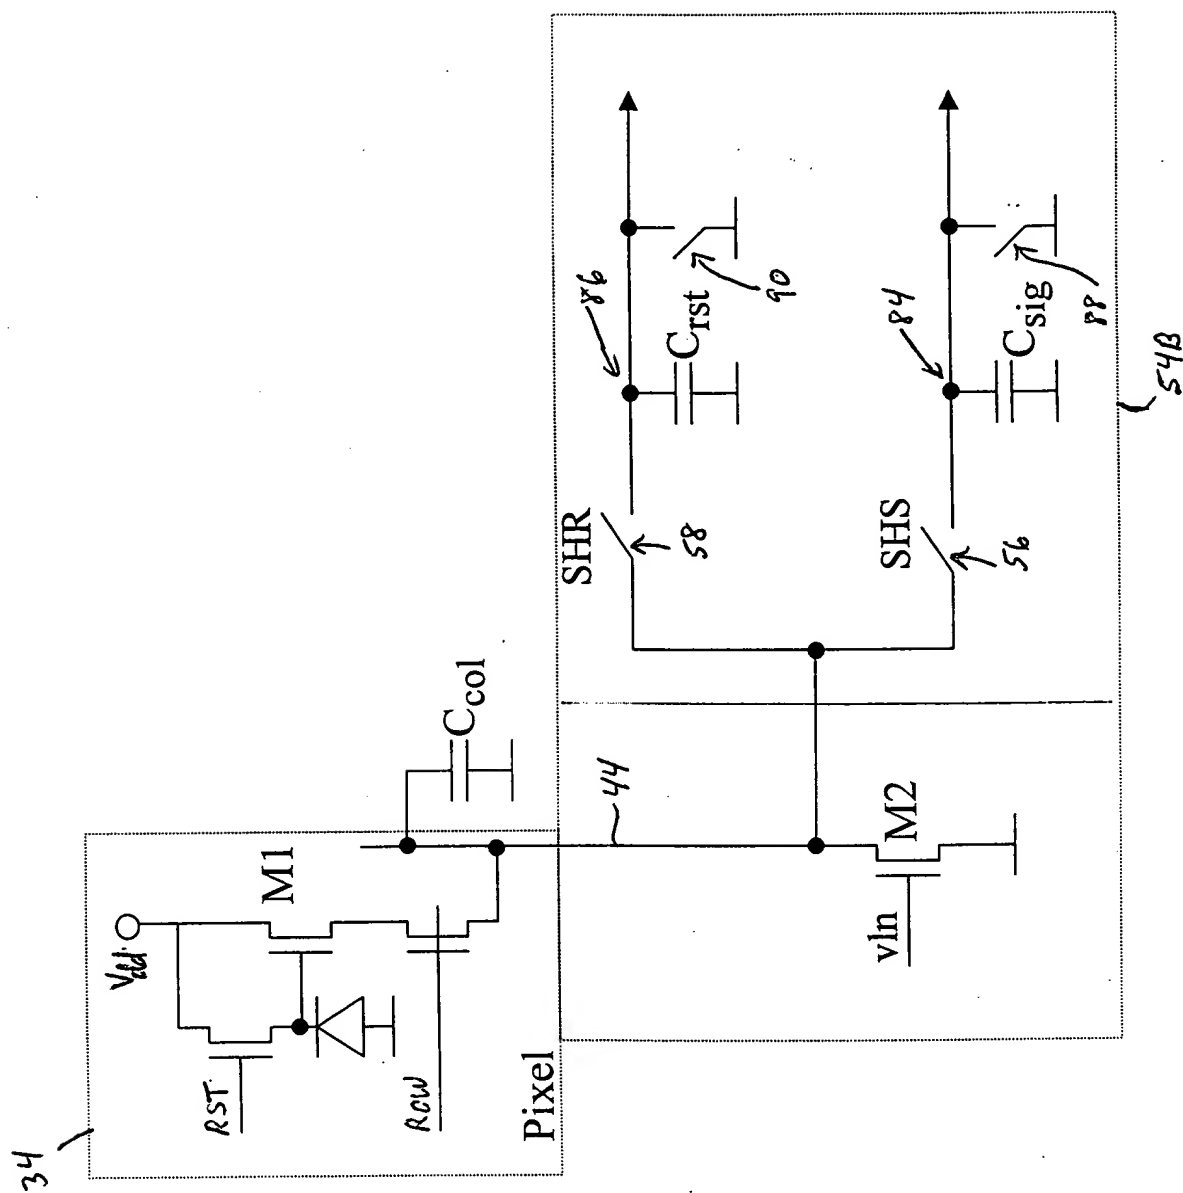 34
Vdd
RST
ROW
M1
Pixel
Ccol
44
vln
M2
SHR
58
86
Crst
90
SHS
56
84
Csig
88
54B